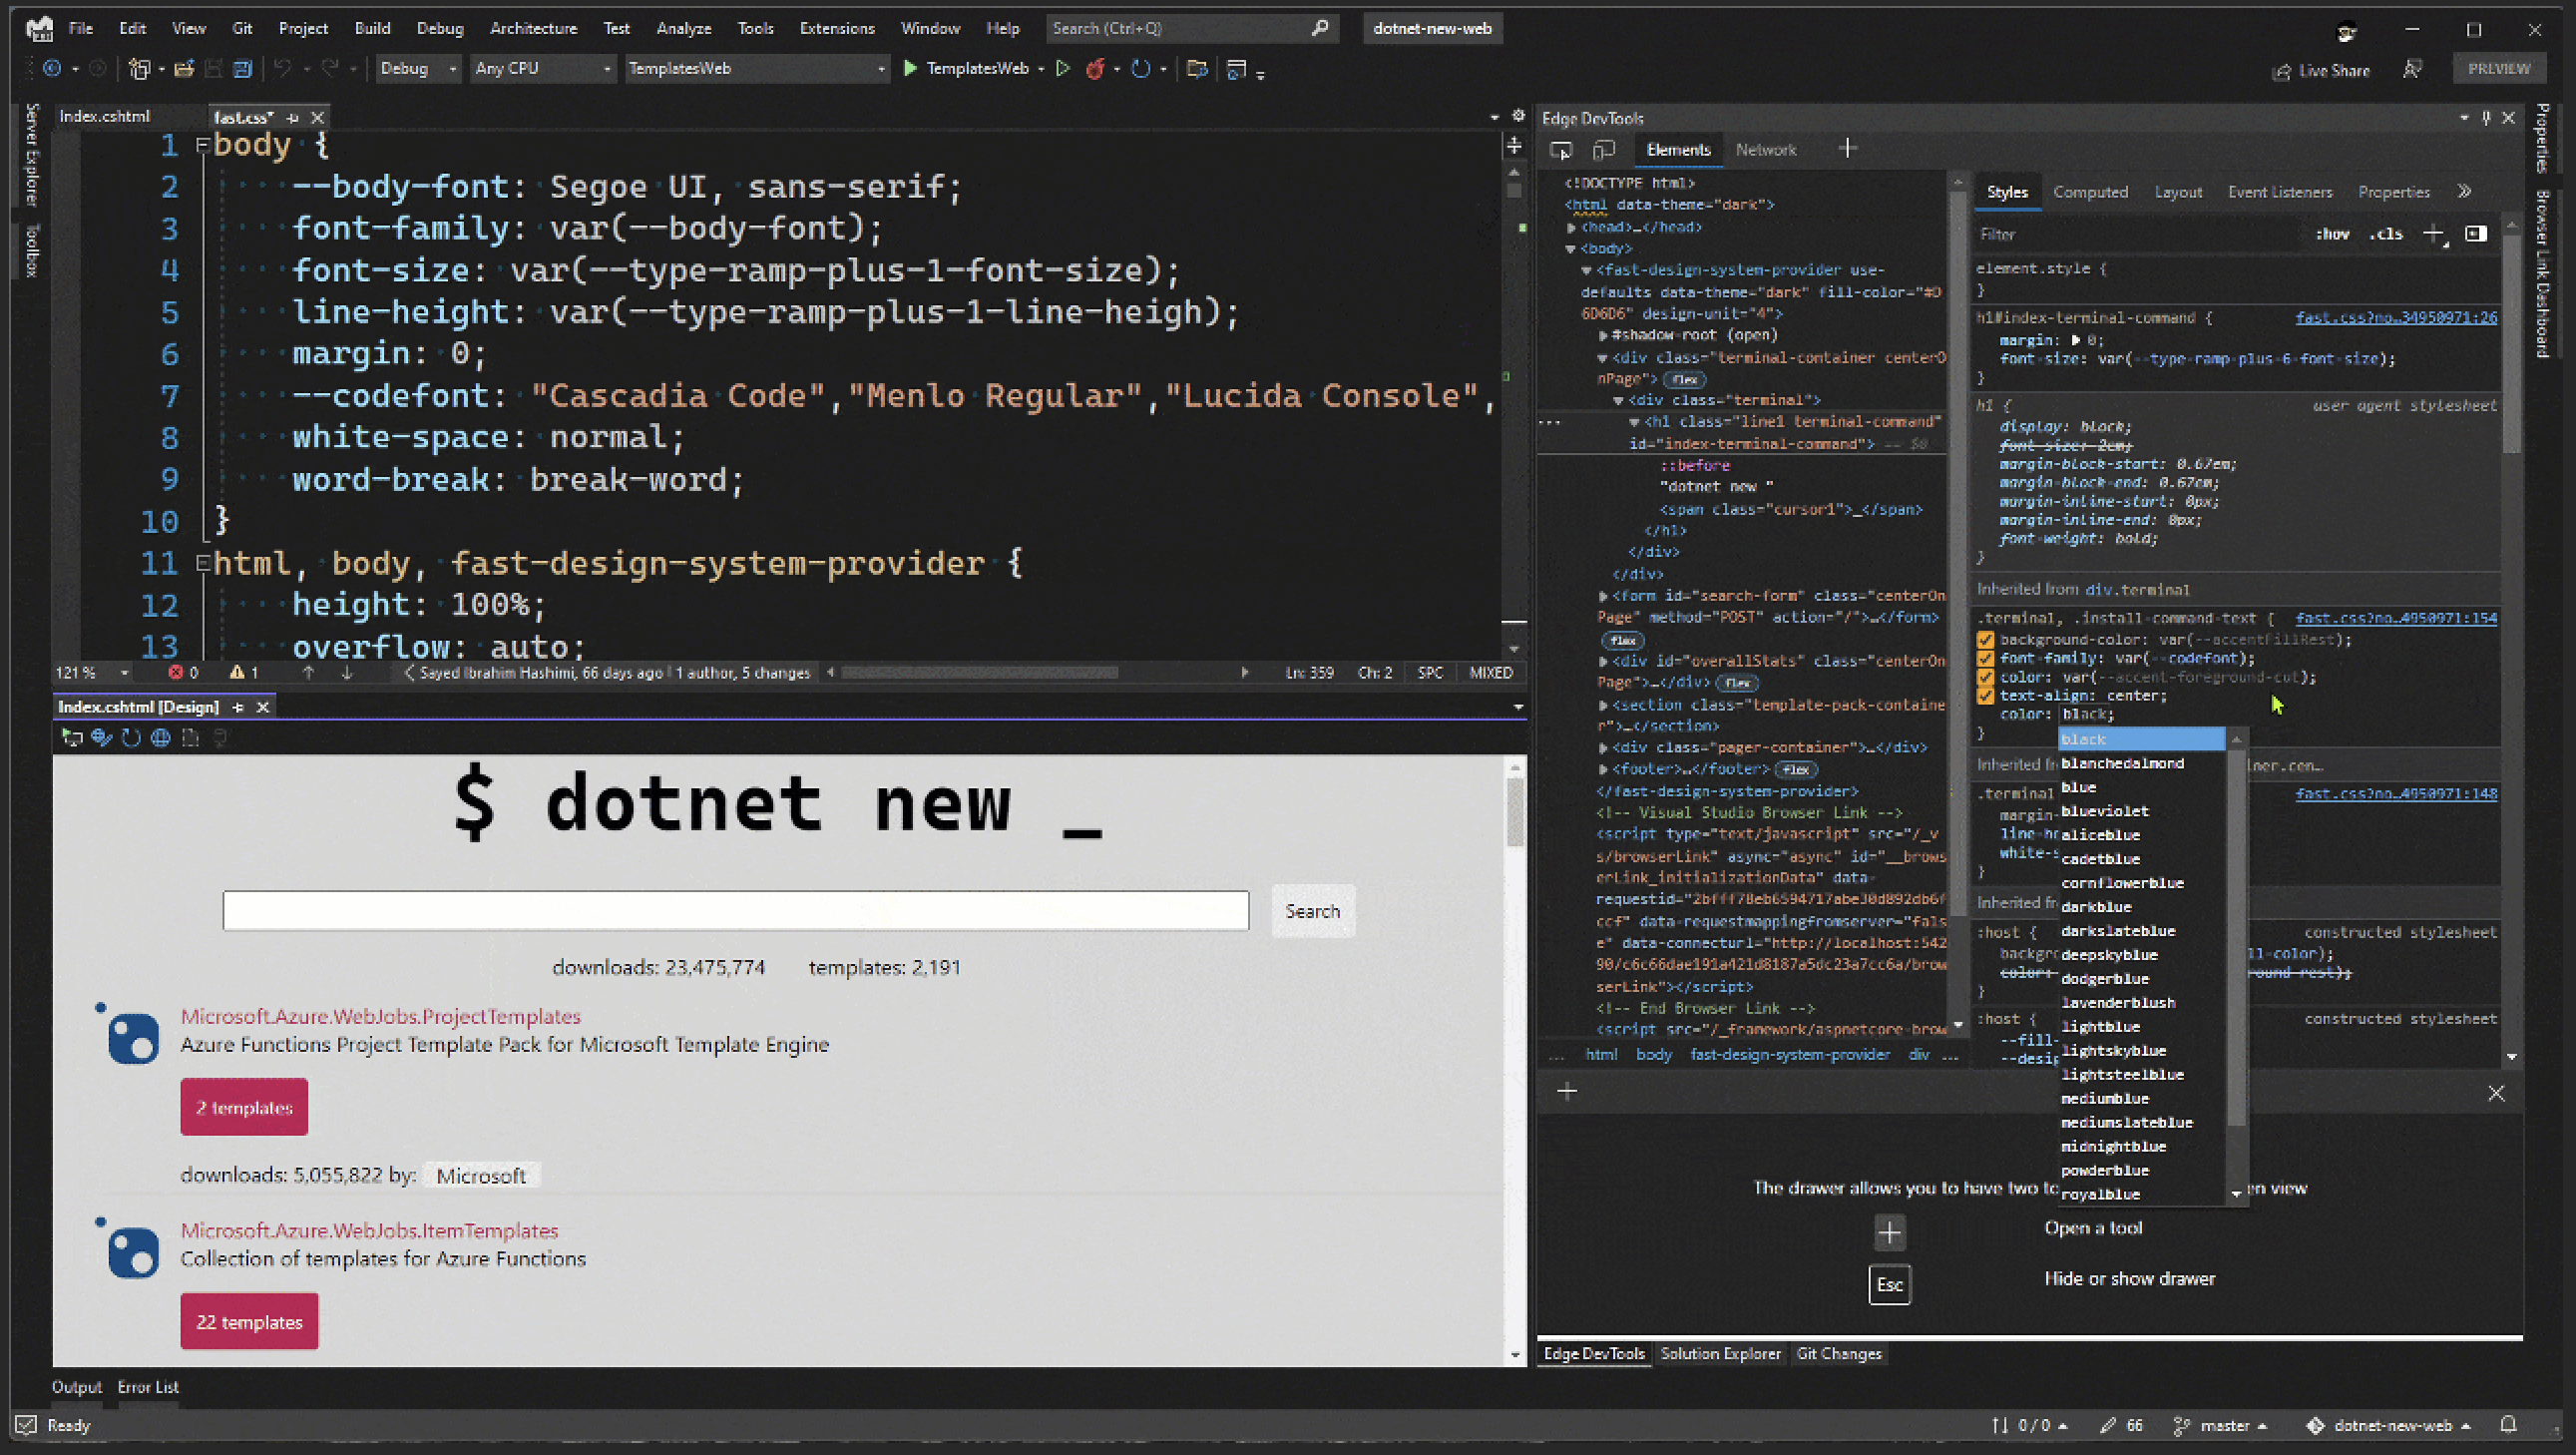 File Edit View Git Project Build Debug Architecture Test Analyze Tools Extensions Window Help Search (Ctrl+Q) dotnet-new-web
Debug Any CPU TemplatesWeb TemplatesWeb Live Share PREVIEW
Server Explorer
Toolbox
Index.cshtml fast.css*
1 body {
2 --body-font: Segoe UI, sans-serif;
3 font-family: var(--body-font);
4 font-size: var(--type-ramp-plus-1-font-size);
5 line-height: var(--type-ramp-plus-1-line-heigh);
6 margin: 0;
7 --codefont: "Cascadia Code","Menlo Regular","Lucida Console",
8 white-space: normal;
9 word-break: break-word;
10 }
11 html, body, fast-design-system-provider {
12 height: 100%;
13 overflow: auto;
121 % 0 1 Sayed Ibrahim Hashimi, 66 days ago | 1 author, 5 changes Ln: 359 Ch: 2 SPC MIXED
Index.cshtml [Design]
$ dotnet new _
Search
downloads: 23,475,774 templates: 2,191
Microsoft.Azure.WebJobs.ProjectTemplates
Azure Functions Project Template Pack for Microsoft Template Engine
2 templates
downloads: 5,055,822 by: Microsoft
Microsoft.Azure.WebJobs.ItemTemplates
Collection of templates for Azure Functions
22 templates
Edge DevTools
Elements Network
<!DOCTYPE html>
<html data-theme="dark">
<head>…</head>
<body>
<fast-design-system-provider use-
defaults data-theme="dark" fill-color="#D
6D6D6" design-unit="4">
#shadow-root (open)
<div class="terminal-container centerO
nPage"> flex
<div class="terminal">
<h1 class="line1 terminal-command"
id="index-terminal-command"> == $0
::before
"dotnet new "
<span class="cursor1">_</span>
</h1>
</div>
</div>
<form id="search-form" class="centerOn
Page" method="POST" action="/">…</form>
flex
<div id="overallStats" class="centerOn
Page">…</div> flex
<section class="template-pack-containe
r">…</section>
<div class="pager-container">…</div>
<footer>…</footer> flex
</fast-design-system-provider>
<!-- Visual Studio Browser Link -->
<script type="text/javascript" src="/_v
s/browserLink" async="async" id="__brows
erLink_initializationData" data-
requestid="2bfff78eb6594717abe30d892db6f
ccf" data-requestmappingfromserver="fals
e" data-connecturl="http://localhost:542
90/c6c66dae191a421d8187a5dc23a7cc6a/brow
serLink"></script>
<!-- End Browser Link -->
<script src="/_framework/aspnetcore-brow
... html body fast-design-system-provider div ...
Styles Computed Layout Event Listeners Properties
Filter :hov .cls
element.style {
}
h1#index-terminal-command { fast.css?no…34950971:26
margin: 0;
font-size: var(--type-ramp-plus-6-font-size);
}
h1 { user agent stylesheet
display: block;
font-size: 2em;
margin-block-start: 0.67em;
margin-block-end: 0.67em;
margin-inline-start: 0px;
margin-inline-end: 0px;
font-weight: bold;
}
Inherited from div.terminal
.terminal, .install-command-text { fast.css?no…4950971:154
background-color: var(--accentFillRest);
font-family: var(--codefont);
color: var(--accent-foreground-cut);
text-align: center;
color: black;
}
black
blanchedalmond
blue
blueviolet
aliceblue
cadetblue
cornflowerblue
darkblue
darkslateblue
deepskyblue
dodgerblue
lavenderblush
lightblue
lightskyblue
lightsteelblue
mediumblue
mediumslateblue
midnightblue
powderblue
royalblue
Inherited fr iner.cen…
.terminal fast.css?no…4950971:148
margin-
line-he
white-s
}
Inherited fr
:host { constructed stylesheet
backgro ll-color);
color: ound-rest);
}
:host { constructed stylesheet
--fill-
--desig
The drawer allows you to have two to en view
Open a tool
Esc Hide or show drawer
Edge DevTools Solution Explorer Git Changes
Properties
Browser Link Dashboard
Output Error List
Ready 0 / 0 66 master dotnet-new-web